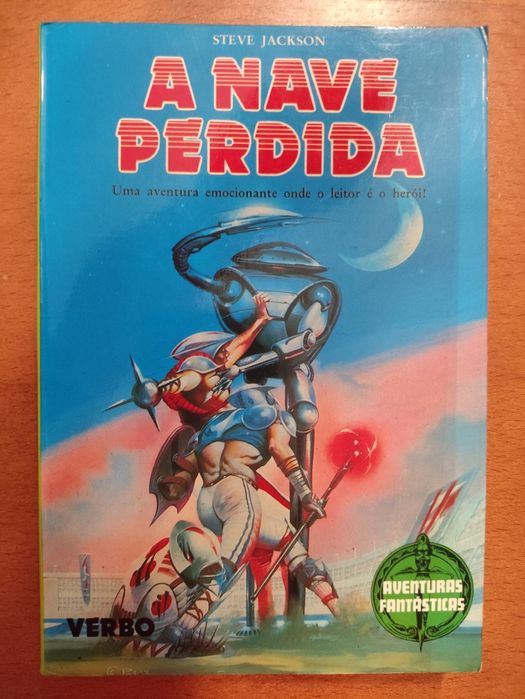 STEVE JACKSON
A NAVE
PERDIDA
Uma aventura emocionante onde o leitor é o herói!
AVENTURAS
FANTÁSTICAS
VERBO